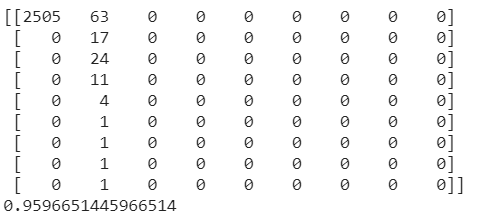 [[2505 63 0 0 0 0 0 0 0]
[ 0 17 0 0 0 0 0 0 0]
[ 0 24 0 0 0 0 0 0 0]
[ 0 11 0 0 0 0 0 0 0]
[ 0 4 0 0 0 0 0 0 0]
[ 0 1 0 0 0 0 0 0 0]
[ 0 1 0 0 0 0 0 0 0]
[ 0 1 0 0 0 0 0 0 0]
[ 0 1 0 0 0 0 0 0 0]]
0.9596651445966514